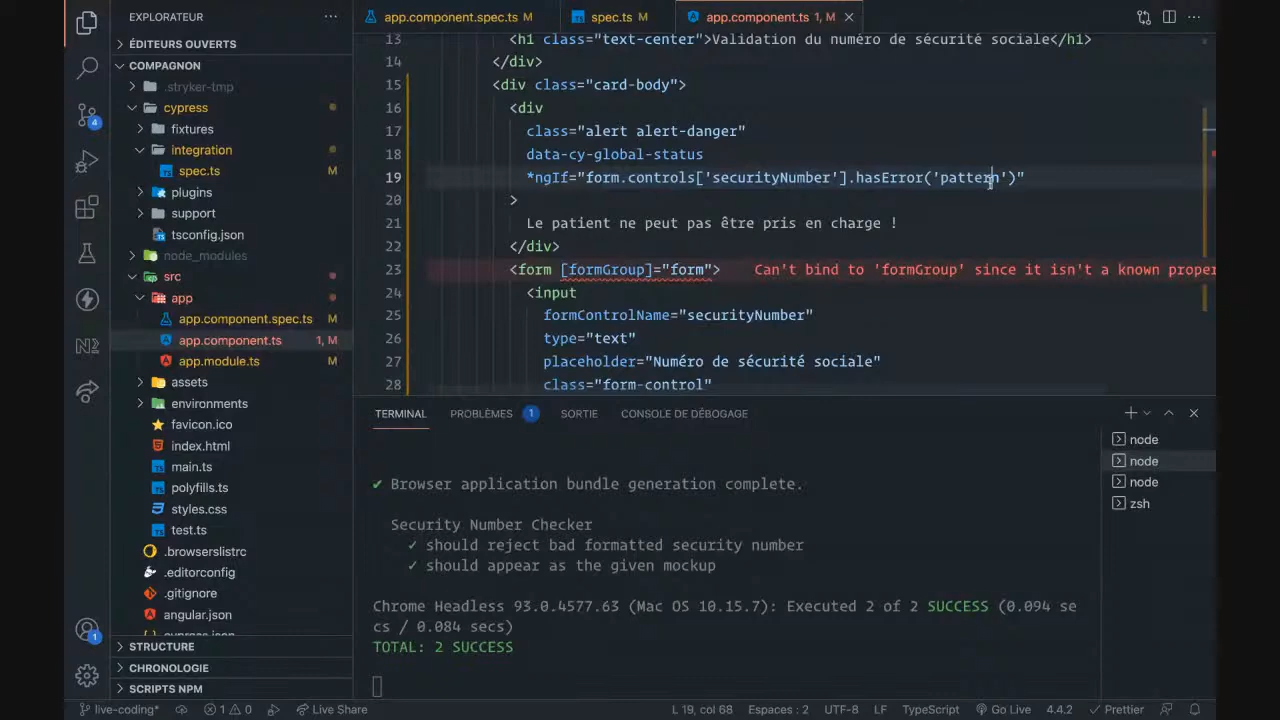 EXPLORATEUR
ÉDITEURS OUVERTS
COMPAGNON
.stryker-tmp
cypress
fixtures
integration
spec.ts M
plugins
support
tsconfig.json
node_modules
src
app
app.component.spec.ts M
app.component.ts 1, M
app.module.ts M
assets
environments
favicon.ico
index.html
main.ts
polyfills.ts
styles.css
test.ts
.browserslistrc
.editorconfig
.gitignore
angular.json
cypress.json
STRUCTURE
CHRONOLOGIE
SCRIPTS NPM
4
1
app.component.spec.ts M
spec.ts M
app.component.ts 1, M
13 <h1 class="text-center">Validation du numéro de sécurité sociale</h1>
14 </div>
15 <div class="card-body">
16 <div
17 class="alert alert-danger"
18 data-cy-global-status
19 *ngIf="form.controls['securityNumber'].hasError('pattern')"
20 >
21 Le patient ne peut pas être pris en charge !
22 </div>
23 <form [formGroup]="form"> Can't bind to 'formGroup' since it isn't a known proper
24 <input
25 formControlName="securityNumber"
26 type="text"
27 placeholder="Numéro de sécurité sociale"
28 class="form-control"
TERMINAL PROBLÈMES 1 SORTIE CONSOLE DE DÉBOGAGE
✔ Browser application bundle generation complete.
Security Number Checker
✓ should reject bad formatted security number
✓ should appear as the given mockup
Chrome Headless 93.0.4577.63 (Mac OS 10.15.7): Executed 2 of 2 SUCCESS (0.094 se
cs / 0.084 secs)
TOTAL: 2 SUCCESS
node
node
node
zsh
live-coding* 1 0 Live Share L 19, col 68 Espaces : 2 UTF-8 LF TypeScript Go Live 4.4.2 Prettier